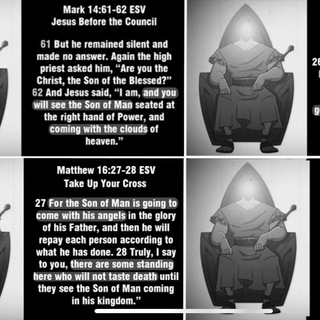 Mark 14:61-62 ESV
Jesus Before the Council
61 But he remained silent and
made no answer. Again the high
priest asked him, “Are you the
Christ, the Son of the Blessed?”
62 And Jesus said, “I am, and you
will see the Son of Man seated at
the right hand of Power, and
coming with the clouds of
heaven.”
26
Matthew 16:27-28 ESV
Take Up Your Cross
27 For the Son of Man is going to
come with his angels in the glory
of his Father, and then he will
repay each person according to
what he has done. 28 Truly, I say
to you, there are some standing
here who will not taste death until
they see the Son of Man coming
in his kingdom.”